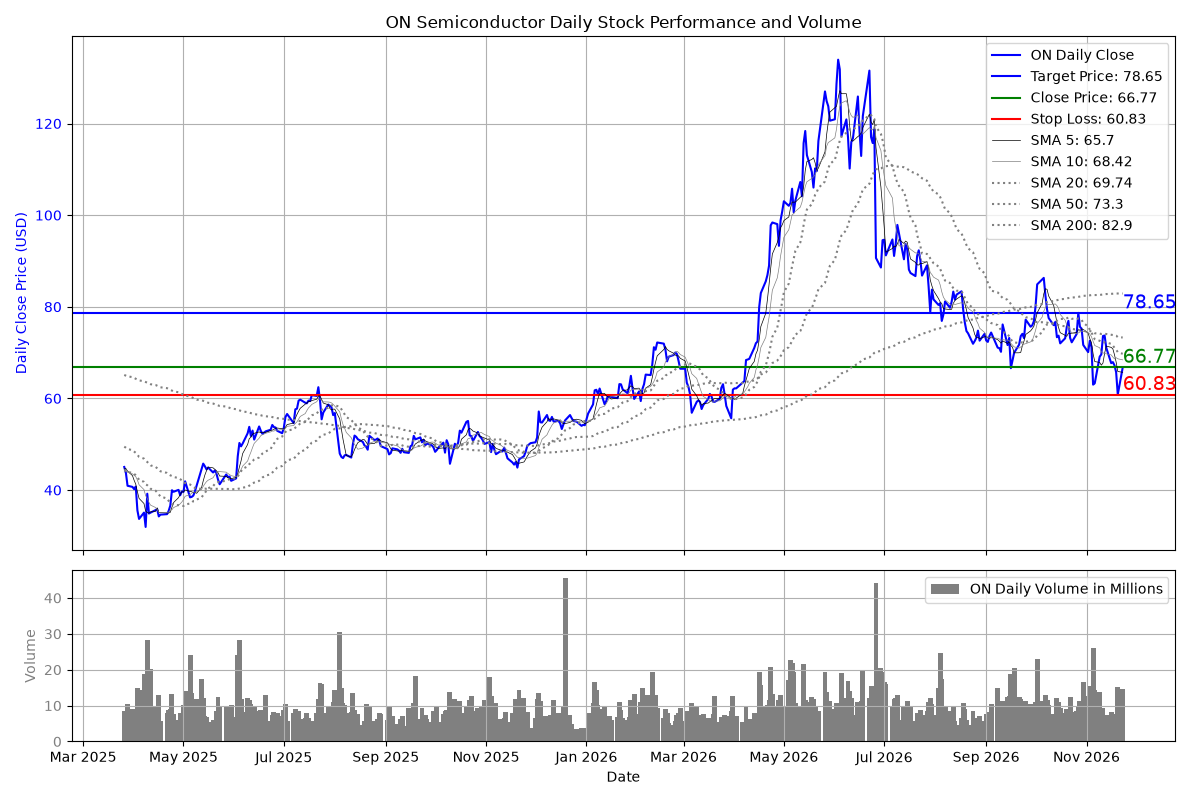 ON Semiconductor Daily Stock Performance and Volume
Daily Close Price (USD)
120
100
80
60
40
ON Daily Close
Target Price: 78.65
Close Price: 66.77
Stop Loss: 60.83
SMA 5: 65.7
SMA 10: 68.42
SMA 20: 69.74
SMA 50: 73.3
SMA 200: 82.9
78.65
66.77
60.83
Volume
40
30
20
10
0
ON Daily Volume in Millions
Mar 2025 May 2025 Jul 2025 Sep 2025 Nov 2025 Jan 2026 Mar 2026 May 2026 Jul 2026 Sep 2026 Nov 2026
Date